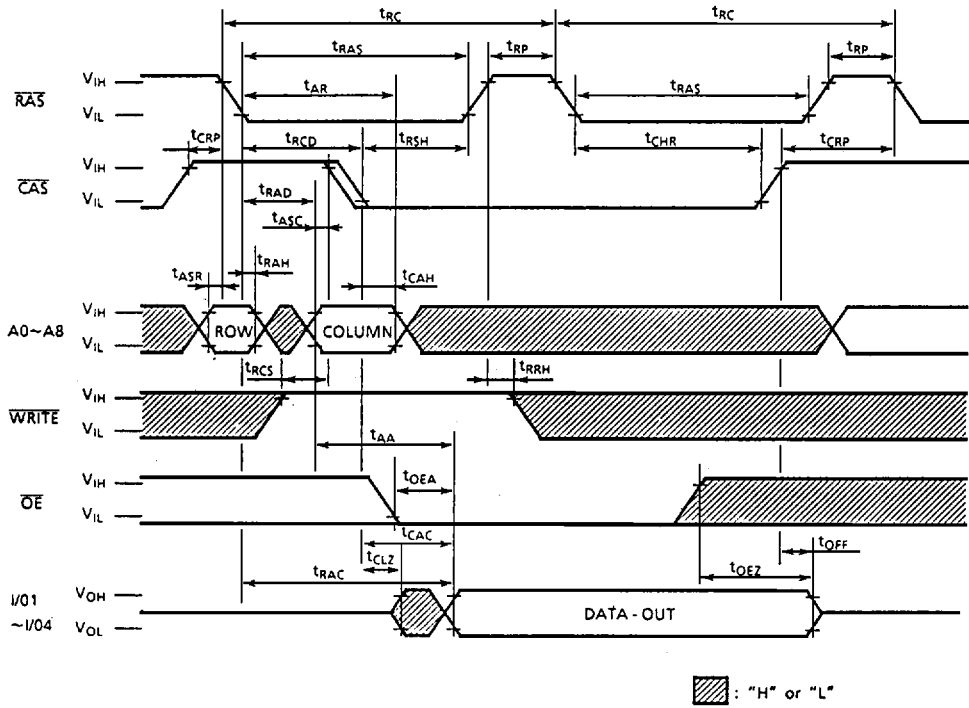 tRC tRC
tRAS tRP tRP
tAR tRAS
RAS VIH
VIL
tCRP tRCD tRSH tCHR tCRP
CAS VIH
VIL
tRAD
tASC
tASR tRAH tCAH
A0~A8 VIH
VIL
ROW COLUMN
tRCS tRRH
WRITE VIH
VIL
tAA
tOEA
OE VIH
VIL
tCAC
tCLZ
tOFF
tRAC
tOEZ
I/01
~I/04
VOH
VOL
DATA-OUT
: "H" or "L"